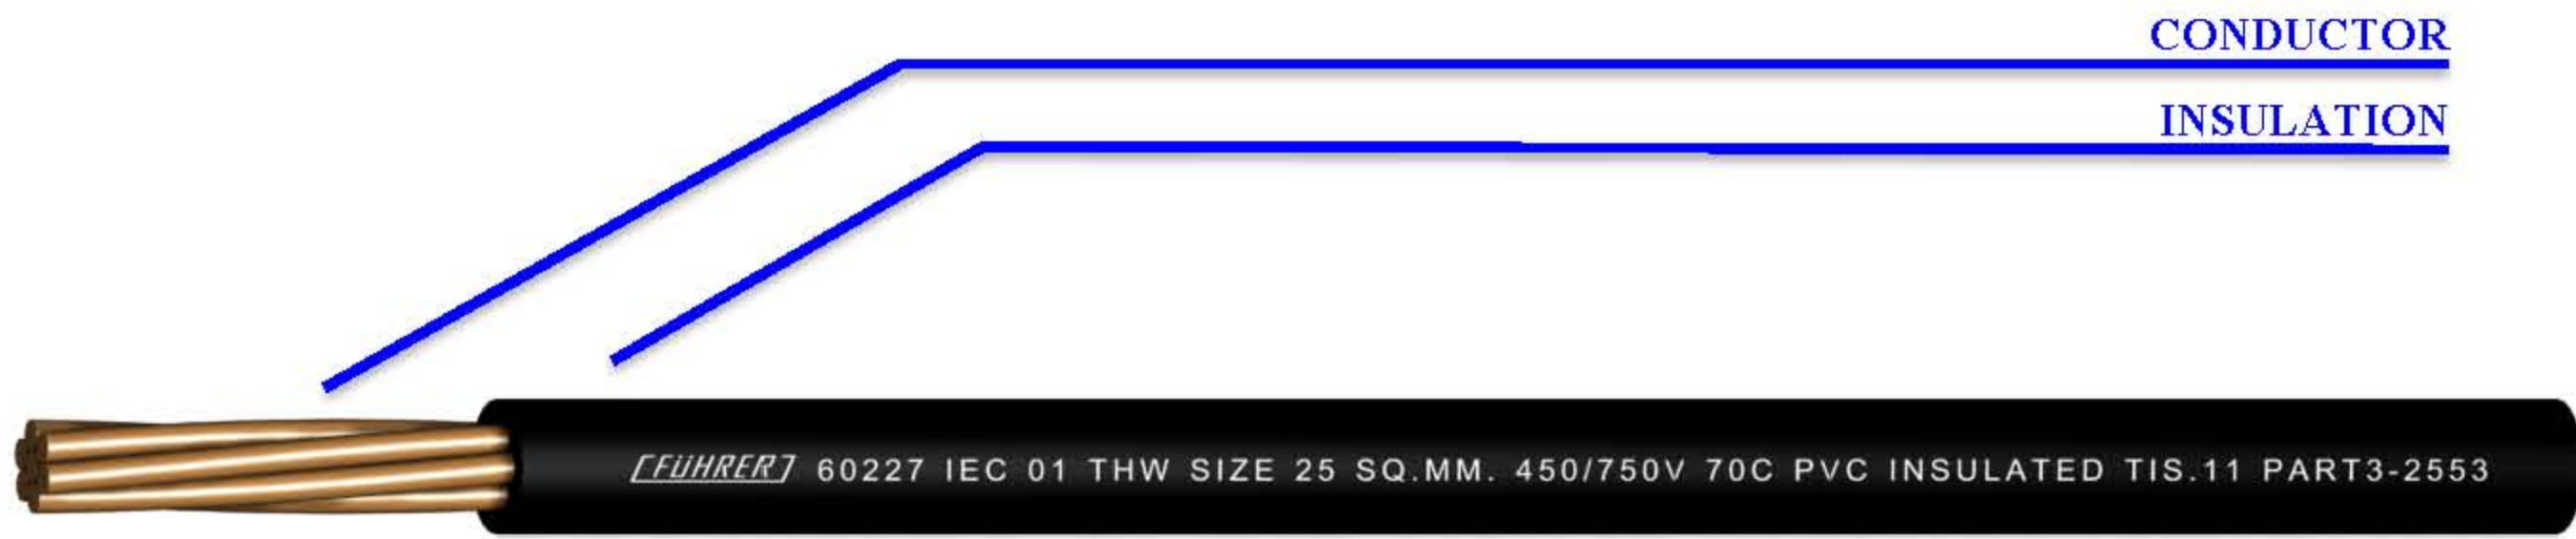 CONDUCTOR
INSULATION
FÜHRER 60227 IEC 01 THW SIZE 25 SQ.MM. 450/750V 70C PVC INSULATED TIS.11 PART3-2553